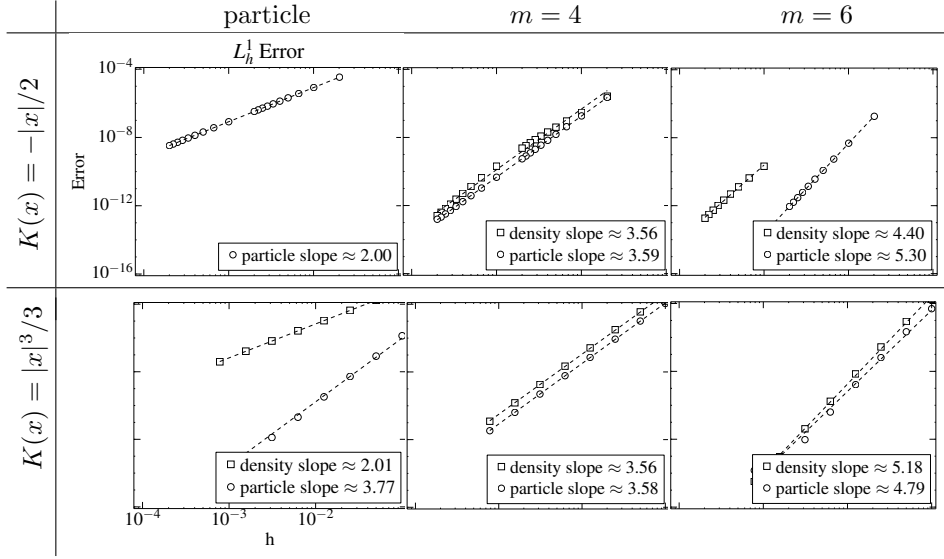 particle m = 4 m = 6
K(x) = −|x|/2
L¹ₕ Error
10⁻⁴
10⁻⁸
10⁻¹²
10⁻¹⁶
Error
particle slope ≈ 2.00
density slope ≈ 3.56
particle slope ≈ 3.59
density slope ≈ 4.40
particle slope ≈ 5.30
K(x) = |x|³/3
density slope ≈ 2.01
particle slope ≈ 3.77
density slope ≈ 3.56
particle slope ≈ 3.58
density slope ≈ 5.18
particle slope ≈ 4.79
10⁻⁴ 10⁻³ 10⁻²
h